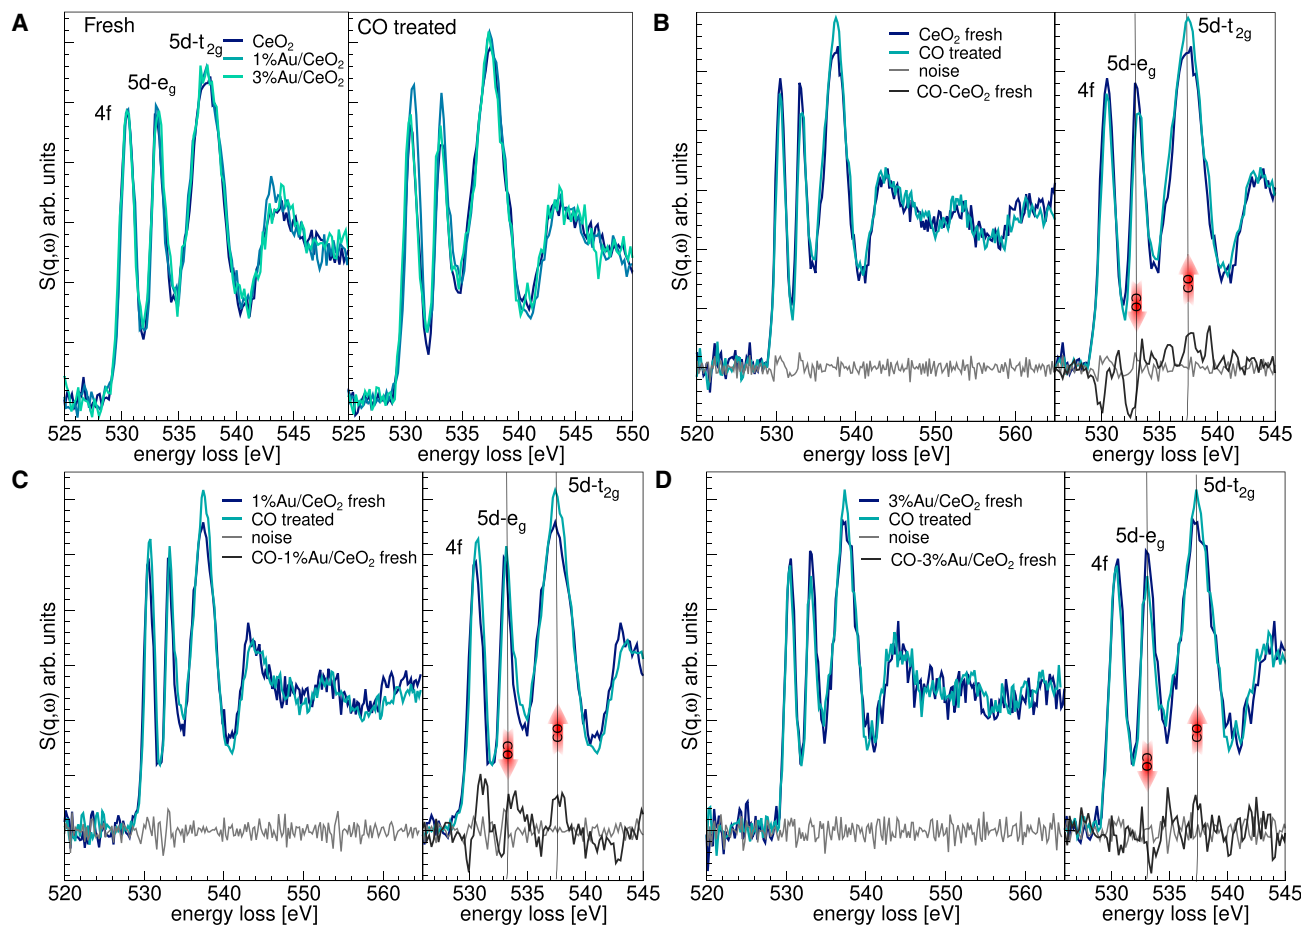 A
Fresh
5d-t2g
5d-eg
4f
CeO2
1%Au/CeO2
3%Au/CeO2
CO treated
S(q,ω) arb. units
525 530 535 540 545
525 530 535 540 545 550
energy loss [eV]
energy loss [eV]
B
CeO2 fresh
CO treated
noise
CO-CeO2 fresh
5d-t2g
5d-eg
4f
CO
CO
S(q,ω) arb. units
520 530 540 550 560
530 535 540 545
energy loss [eV]
energy loss [eV]
C
1%Au/CeO2 fresh
CO treated
noise
CO-1%Au/CeO2 fresh
5d-t2g
5d-eg
4f
CO
CO
S(q,ω) arb. units
520 530 540 550 560
530 535 540 545
energy loss [eV]
energy loss [eV]
D
3%Au/CeO2 fresh
CO treated
noise
CO-3%Au/CeO2 fresh
5d-t2g
5d-eg
4f
CO
CO
S(q,ω) arb. units
520 530 540 550 560
530 535 540 545
energy loss [eV]
energy loss [eV]